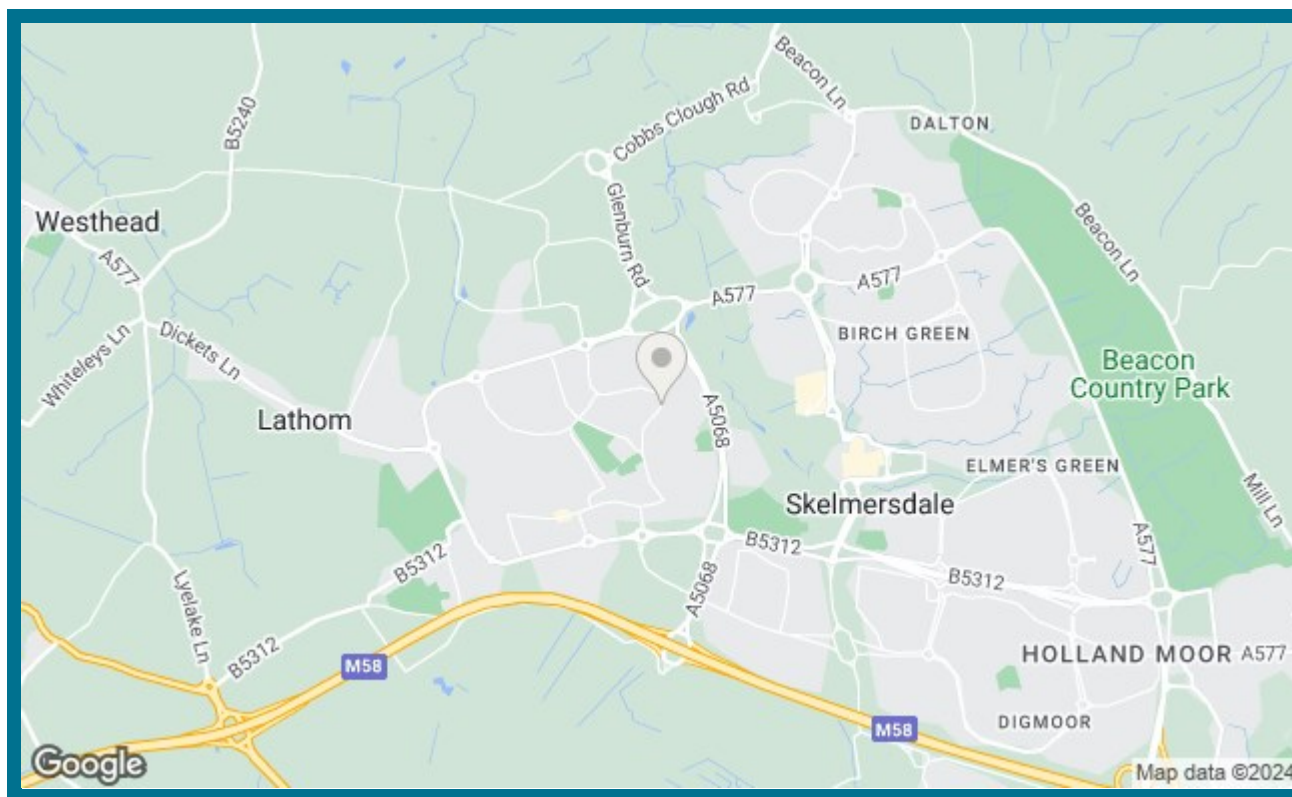 Beacon Ln
Cobbs Clough Rd
B5240
DALTON
Westhead
Glenburn Rd
Beacon Ln
A577
A577
A577
Whiteleys Ln
Dickets Ln
BIRCH GREEN
Beacon
Country Park
Lathom
A5068
ELMER'S GREEN
Skelmersdale
Mill Ln
A577
B5312
B5312
B5312
Lyelake Ln
A5068
B5312
M58
HOLLAND MOOR
A577
DIGMOOR
M58
Google
Map data ©2024